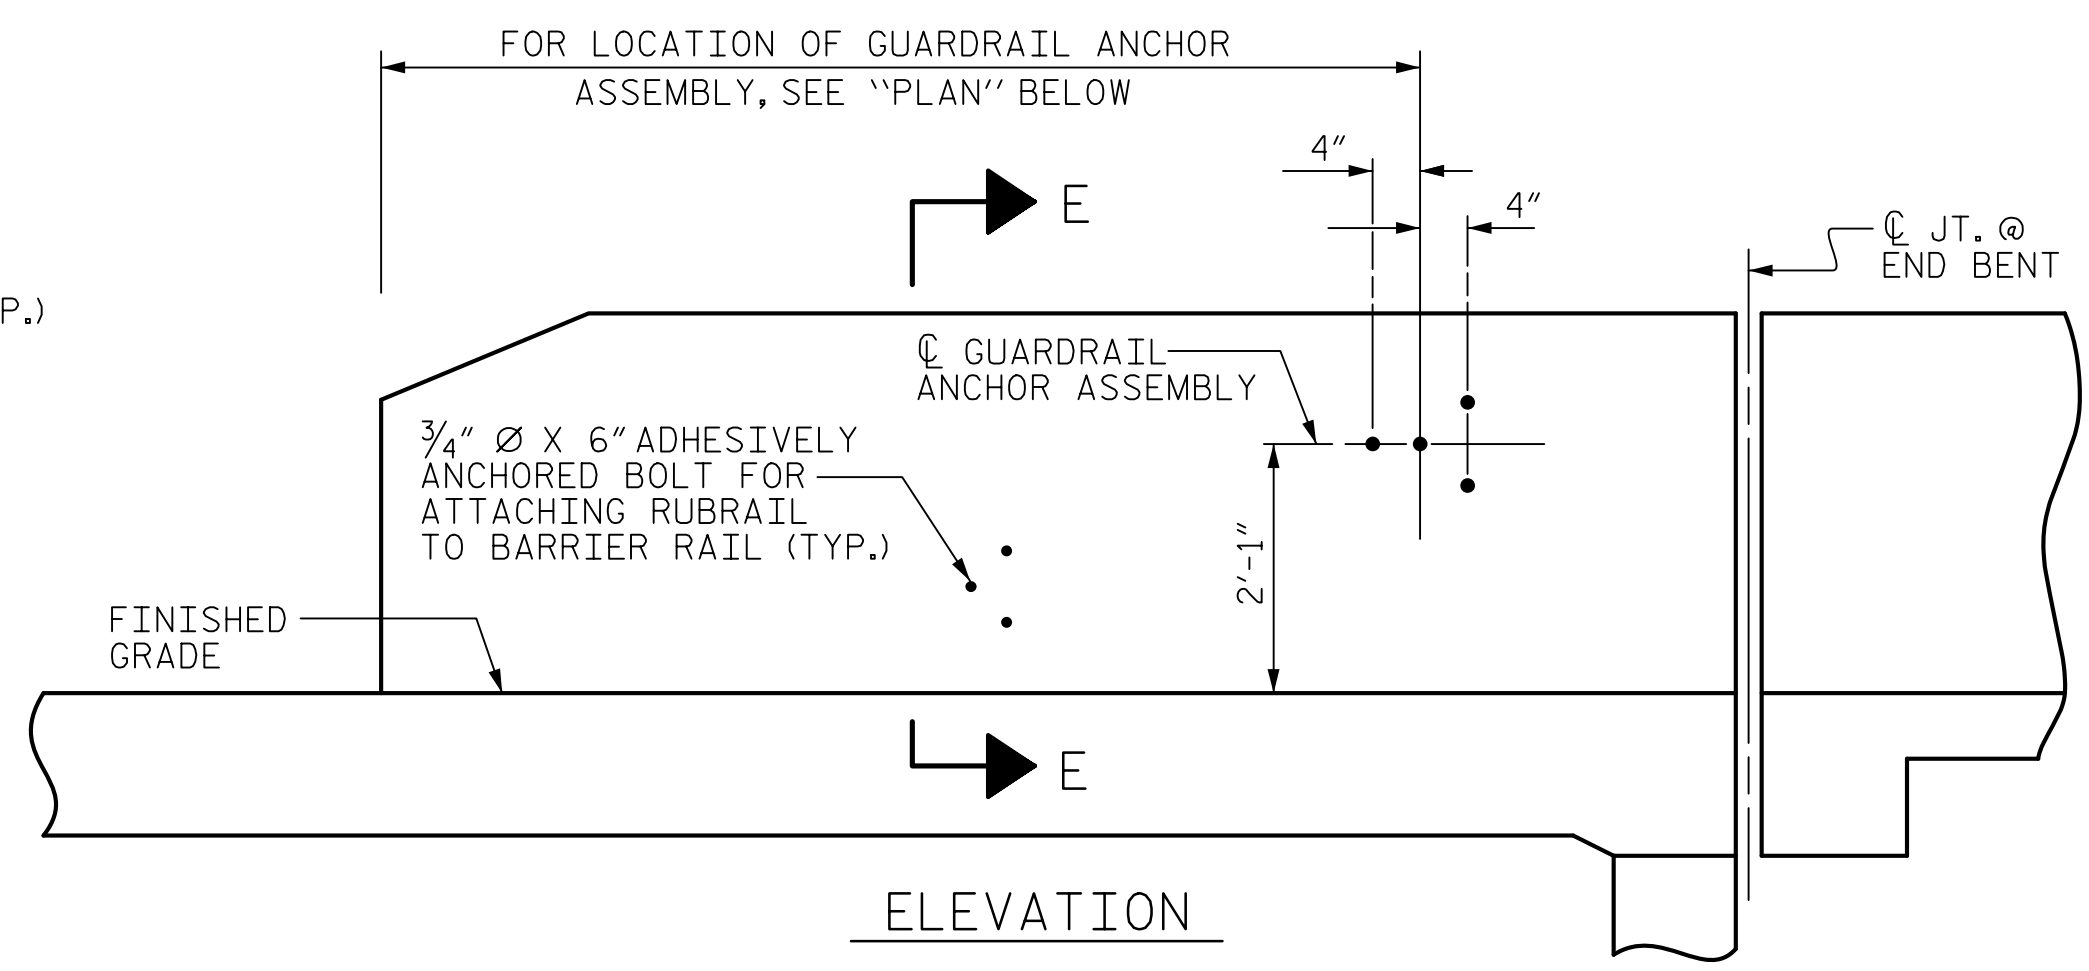 FOR LOCATION OF GUARDRAIL ANCHOR
ASSEMBLY, SEE ‶PLAN″ BELOW
4″
E
4″
℄ JT. @
END BENT
P.)
℄ GUARDRAIL
ANCHOR ASSEMBLY
¾″ Ø X 6″ ADHESIVELY
ANCHORED BOLT FOR
ATTACHING RUBRAIL
TO BARRIER RAIL (TYP.)
2′-1″
FINISHED
GRADE
E
ELEVATION